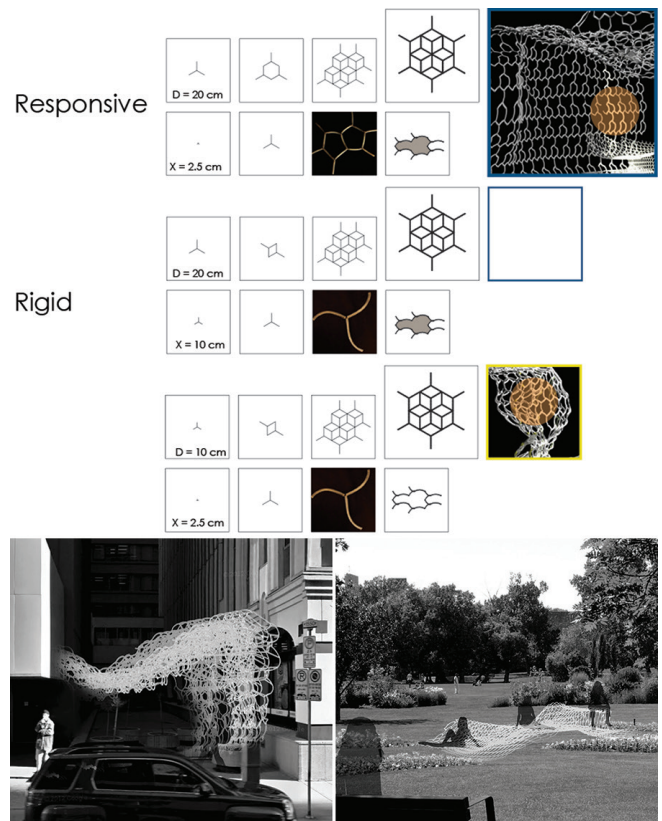 D = 20 cm
Responsive
X = 2.5 cm
D = 20 cm
Rigid
X = 10 cm
D = 10 cm
X = 2.5 cm
P